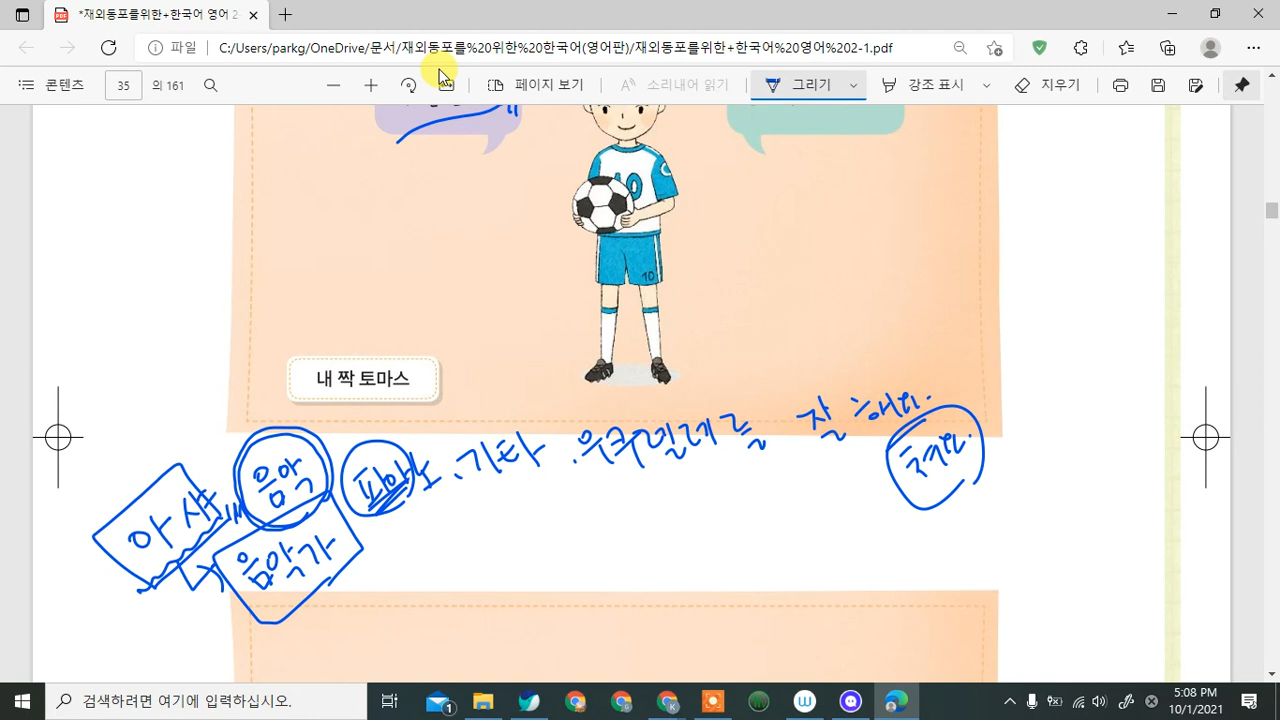 *재외동포를위한+한국어 영어 2
파일
C:/Users/parkg/OneDrive/문서/재외동포를%20위한%20한국어(영어판)/재외동포를위한+한국어%20영어%202-1.pdf
콘텐츠
35
의 161
페이지 보기
소리내어 읽기
그리기
강조 표시
지우기
10
10
내 짝 토마스
기타 우쿠렐레를 잘 해요.
음악
음악가
검색하려면 여기에 입력하십시오.
1
5:08 PM
10/1/2021